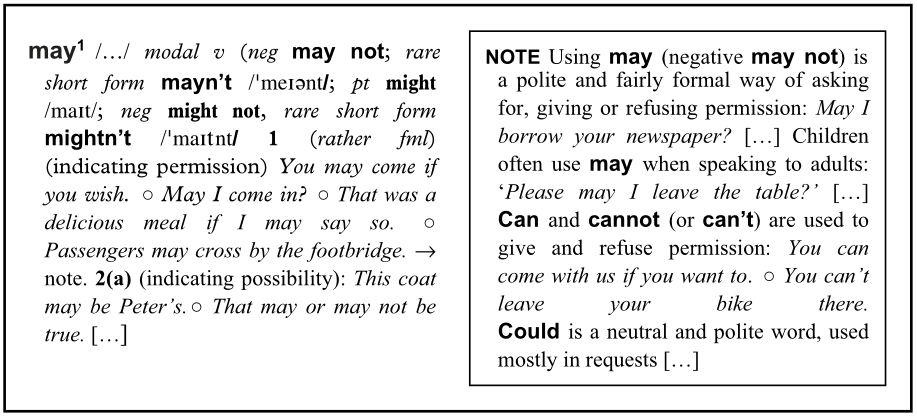 may¹ /…/ modal v (neg may not; rare
short form mayn't /'meɪənt/; pt might
/maɪt/; neg might not, rare short form
mightn't /'maɪtnt/ 1 (rather fml)
(indicating permission) You may come if
you wish. ○ May I come in? ○ That was a
delicious meal if I may say so. ○
Passengers may cross by the footbridge. →
note. 2(a) (indicating possibility): This coat
may be Peter's. ○ That may or may not be
true. […]
NOTE Using may (negative may not) is
a polite and fairly formal way of asking
for, giving or refusing permission: May I
borrow your newspaper? […] Children
often use may when speaking to adults:
‘Please may I leave the table?’ […]
Can and cannot (or can't) are used to
give and refuse permission: You can
come with us if you want to. ○ You can't
leave your bike there.
Could is a neutral and polite word, used
mostly in requests […]